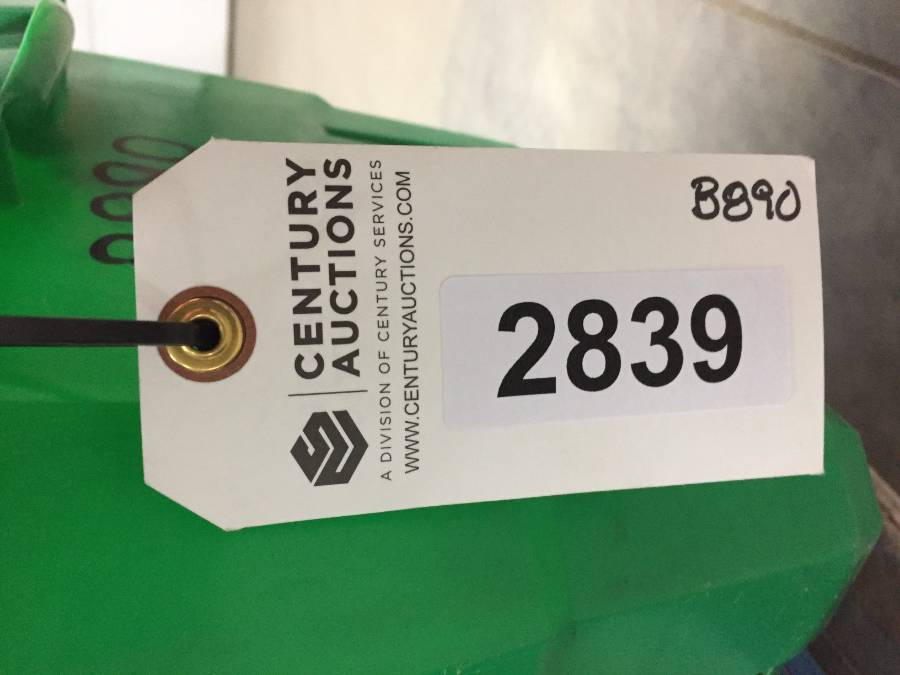 CENTURY
AUCTIONS
A DIVISION OF CENTURY SERVICES
WWW.CENTURYAUCTIONS.COM
B890
2839